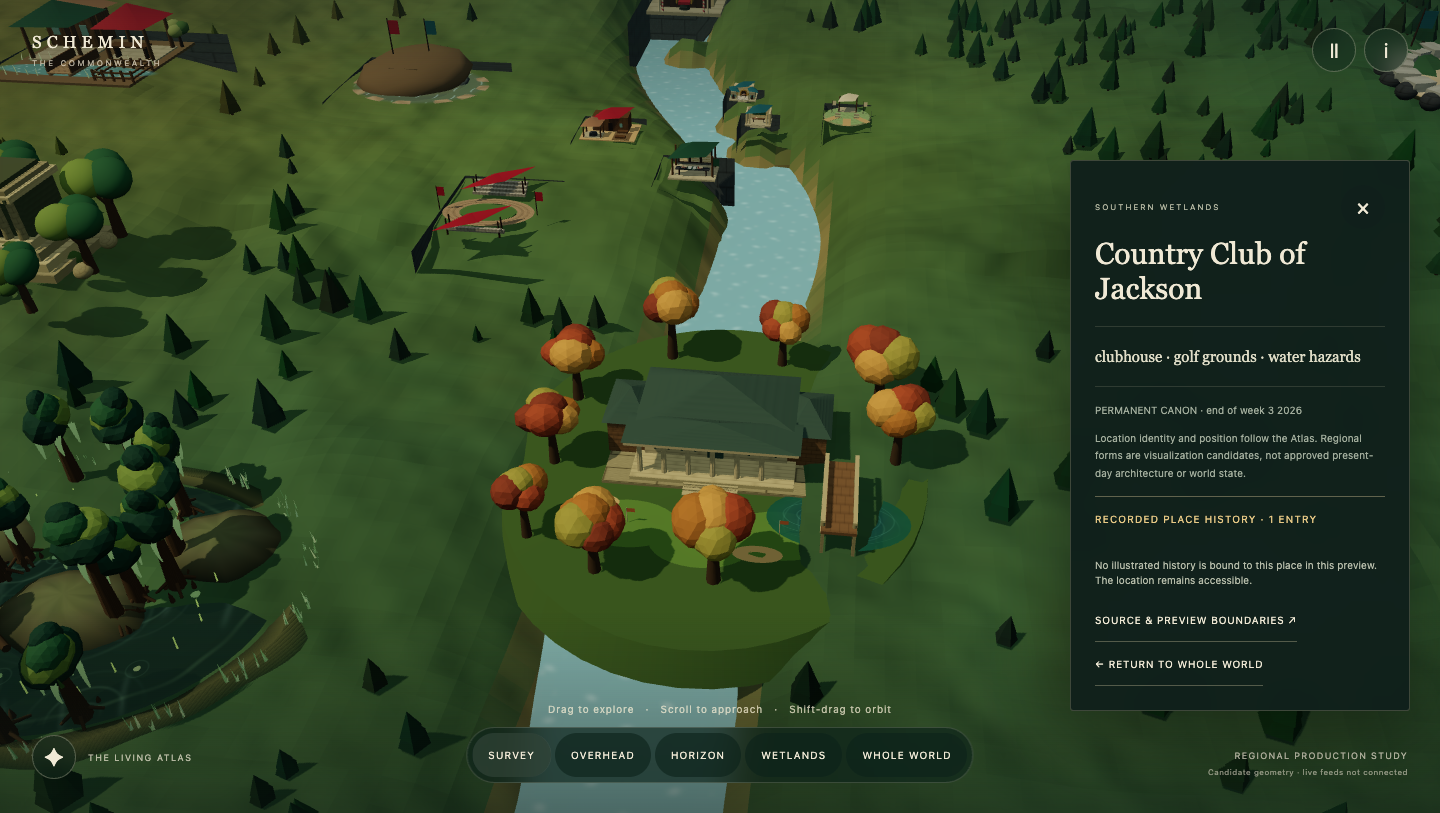 SCHEMIN
THE COMMONWEALTH
i
SOUTHERN WETLANDS
×
Country Club of
Jackson
clubhouse · golf grounds · water hazards
PERMANENT CANON · end of week 3 2026
Location identity and position follow the Atlas. Regional
forms are visualization candidates, not approved present-
day architecture or world state.
RECORDED PLACE HISTORY · 1 ENTRY
No illustrated history is bound to this place in this preview.
The location remains accessible.
SOURCE & PREVIEW BOUNDARIES ↗
← RETURN TO WHOLE WORLD
Drag to explore · Scroll to approach · Shift-drag to orbit
SURVEY OVERHEAD HORIZON WETLANDS WHOLE WORLD
THE LIVING ATLAS
REGIONAL PRODUCTION STUDY
Candidate geometry · live feeds not connected